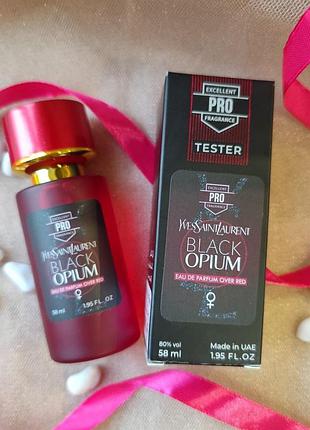 EXCELLENT
PRO
FRAGRANCE
YVESSAINTLAURENT
BLACK
OPIUM
EAU DE PARFUM OVER RED
58 ml
1.95 FL.OZ
EXCELLENT
PRO
FRAGRANCE
TESTER
EXCELLENT
PRO
FRAGRANCE
YVESSAINTLAURENT
BLACK
OPIUM
EAU DE PARFUM OVER RED
80% vol
58 ml
Made in UAE
1.95 FL.OZ